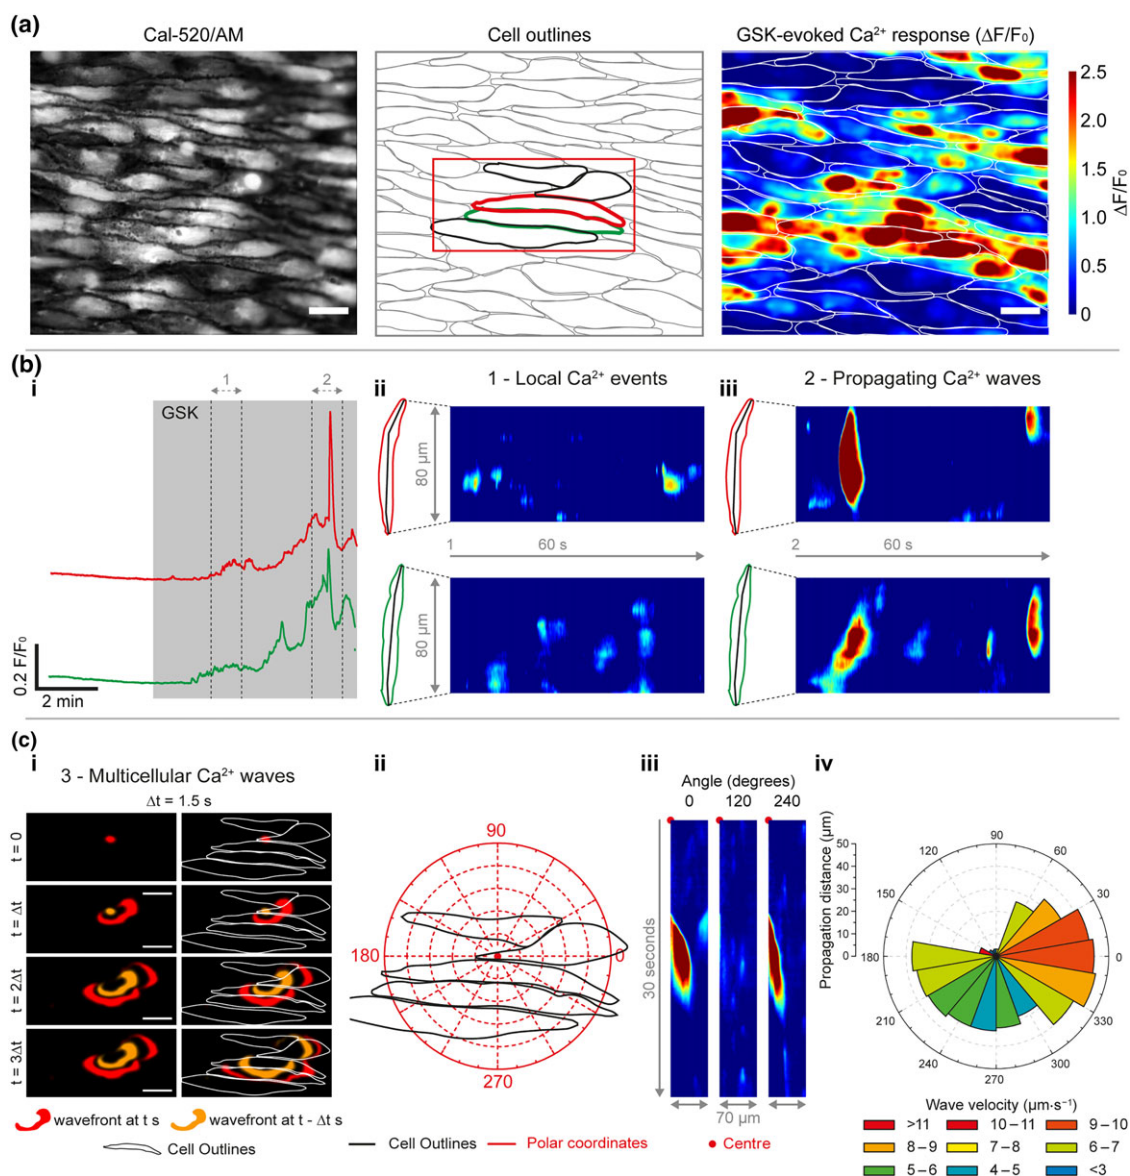 (a)
Cal-520/AM
Cell outlines
GSK-evoked Ca²⁺ response (ΔF/F₀)
2.5
2.0
1.5
1.0
0.5
0
ΔF/F₀
(b)
i
1
2
GSK
0.2 F/F₀
2 min
ii
1 - Local Ca²⁺ events
80 µm
1
60 s
80 µm
iii
2 - Propagating Ca²⁺ waves
2
60 s
(c)
i
3 - Multicellular Ca²⁺ waves
Δt = 1.5 s
t = 0
t = Δt
t = 2Δt
t = 3Δt
wavefront at t s
wavefront at t - Δt s
Cell Outlines
ii
90
180
0
270
Cell Outlines
Polar coordinates
Centre
iii
Angle (degrees)
0 120 240
30 seconds
70 µm
iv
Propagation distance (µm)
50
40
30
20
10
0
90
120
60
150
30
180
0
210
330
240
300
270
Wave velocity (µm·s⁻¹)
>11 10 – 11 9 – 10
8 – 9 7 – 8 6 – 7
5 – 6 4 – 5 <3